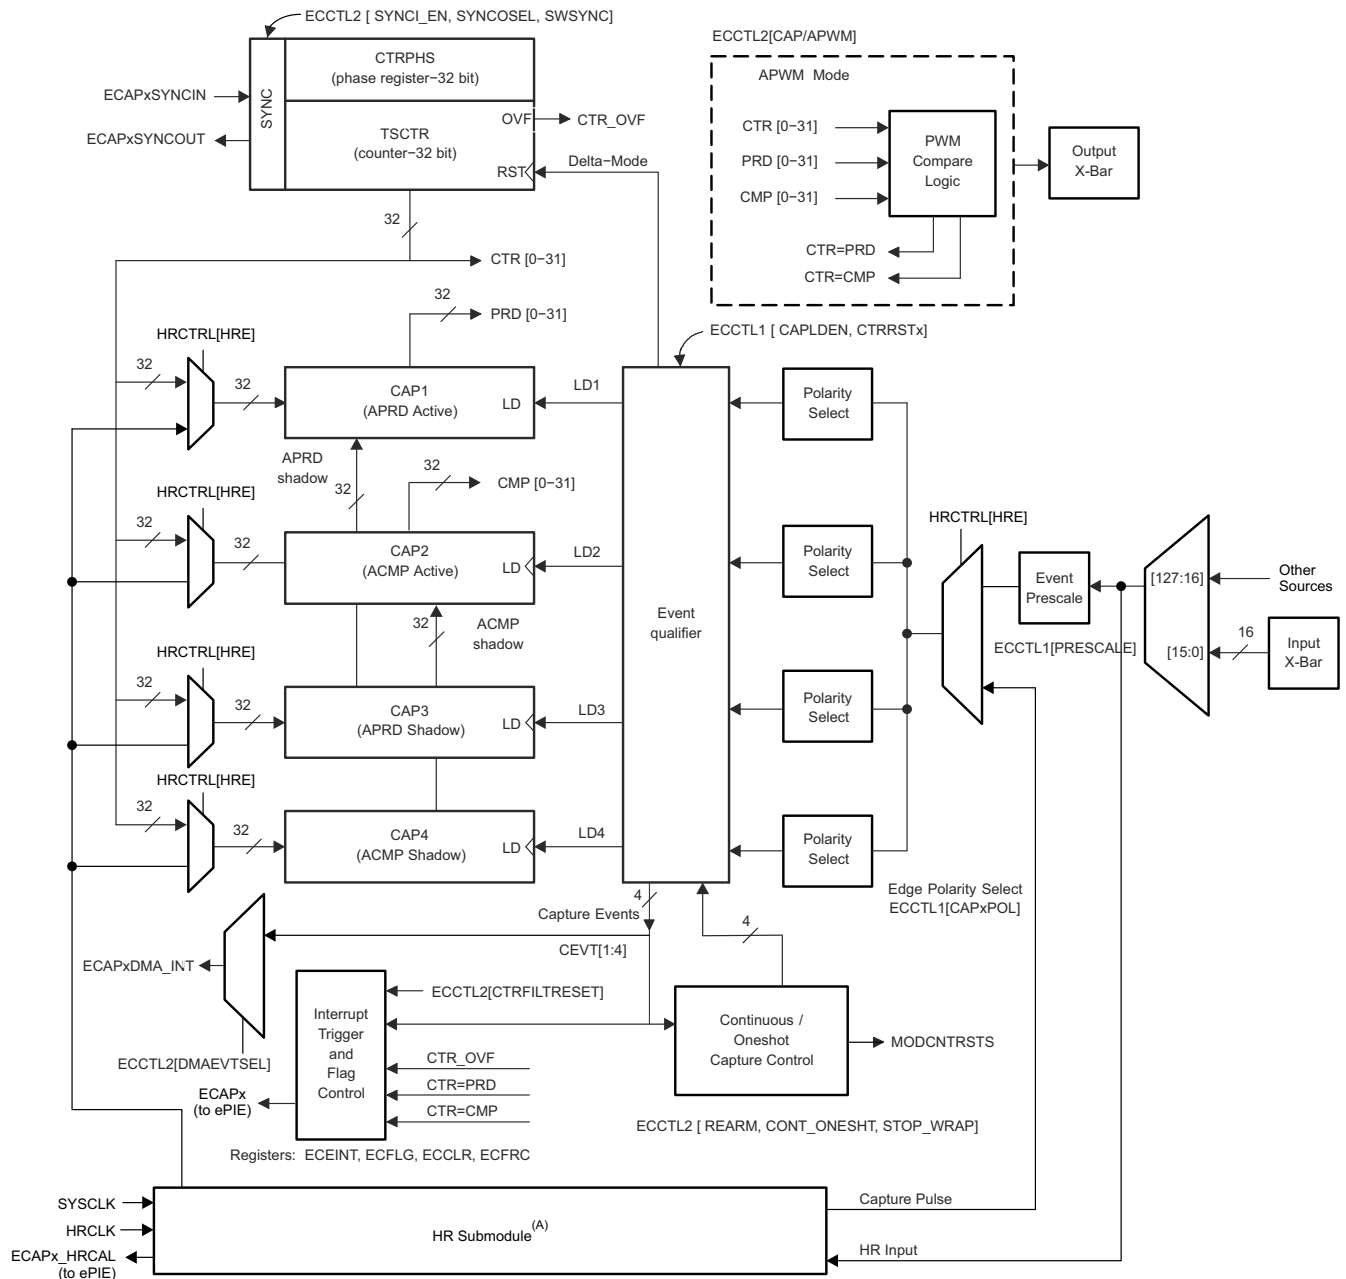 ECCTL2 [ SYNCI_EN, SYNCOSEL, SWSYNC]
SYNC
CTRPHS
(phase register−32 bit)
ECAPxSYNCIN
ECAPxSYNCOUT
TSCTR
(counter−32 bit)
OVF
CTR_OVF
RST
Delta−Mode
ECCTL2[CAP/APWM]
APWM Mode
CTR [0−31]
PRD [0−31]
CMP [0−31]
PWM
Compare
Logic
CTR=PRD
CTR=CMP
Output
X-Bar
32
CTR [0−31]
32
PRD [0−31]
HRCTRL[HRE]
32
32
CAP1
(APRD Active)
LD
LD1
ECCTL1 [ CAPLDEN, CTRRSTx]
Polarity
Select
APRD
shadow
32
32
CMP [0−31]
HRCTRL[HRE]
32
32
CAP2
(ACMP Active)
LD
LD2
Event
qualifier
Polarity
Select
HRCTRL[HRE]
Event
Prescale
ECCTL1[PRESCALE]
[127:16]
[15:0]
Other
Sources
16
Input
X-Bar
32
ACMP
shadow
HRCTRL[HRE]
32
32
CAP3
(APRD Shadow)
LD
LD3
Polarity
Select
HRCTRL[HRE]
32
32
CAP4
(ACMP Shadow)
LD
LD4
Polarity
Select
Edge Polarity Select
ECCTL1[CAPxPOL]
4
Capture Events
CEVT[1:4]
4
ECAPxDMA_INT
ECCTL2[DMAEVTSEL]
Interrupt
Trigger
and
Flag
Control
ECCTL2[CTRFILTRESET]
CTR_OVF
CTR=PRD
CTR=CMP
ECAPx
(to ePIE)
Continuous /
Oneshot
Capture Control
MODCNTRSTS
ECCTL2 [ REARM, CONT_ONESHT, STOP_WRAP]
Registers: ECEINT, ECFLG, ECCLR, ECFRC
SYSCLK
HRCLK
ECAPx_HRCAL
(to ePIE)
HR Submodule(A)
Capture Pulse
HR Input